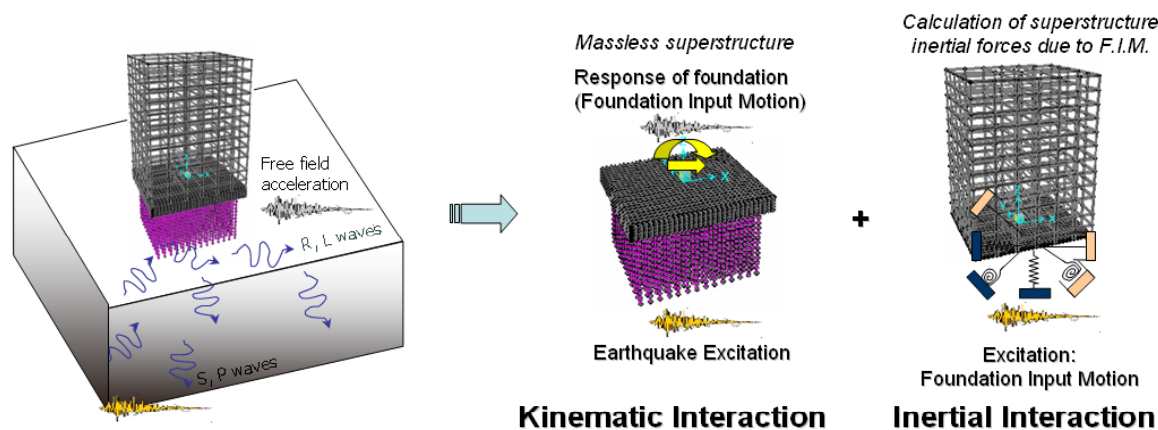 Free field
acceleration
R, L waves
S, P waves
Massless superstructure
Response of foundation
(Foundation Input Motion)
X
Earthquake Excitation
Kinematic Interaction
+
Calculation of superstructure
inertial forces due to F.I.M.
Z
Y
X
Excitation:
Foundation Input Motion
Inertial Interaction